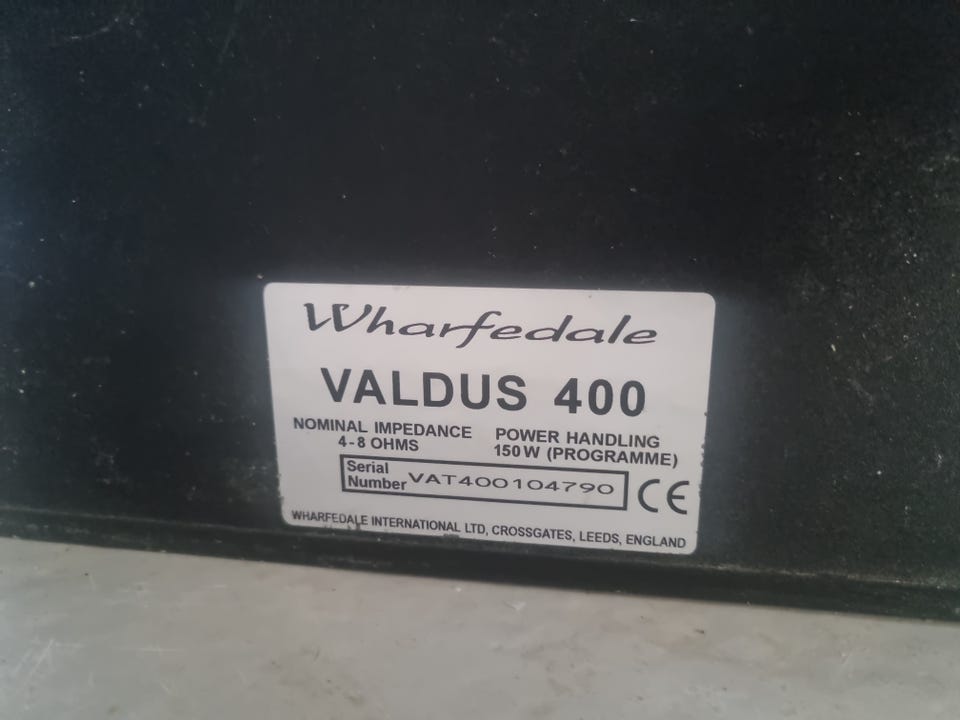 Wharfedale
VALDUS 400
NOMINAL IMPEDANCE
4-8 OHMS
POWER HANDLING
150 W (PROGRAMME)
Serial
Number VAT400104790
CE
WHARFEDALE INTERNATIONAL LTD, CROSSGATES, LEEDS, ENGLAND